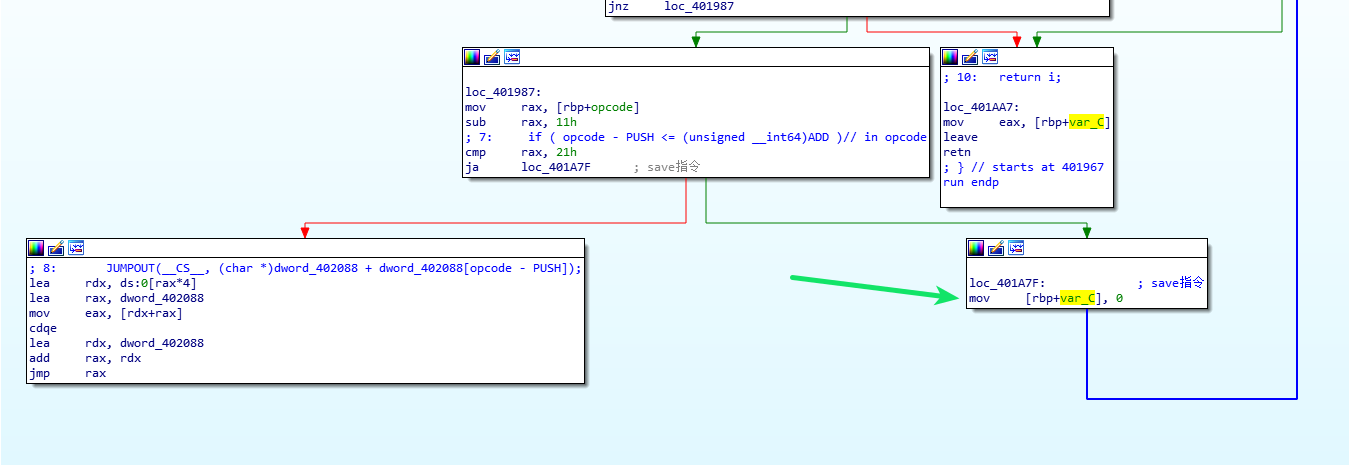 jnz     loc_401987
loc_401987:
mov     rax, [rbp+opcode]
sub     rax, 11h
; 7:     if ( opcode - PUSH <= (unsigned __int64)ADD )// in opcode
cmp     rax, 21h
ja      loc_401A7F      ; save指令
; 10:   return i;
loc_401AA7:
mov     eax, [rbp+var_C]
leave
retn
; } // starts at 401967
run endp
; 8:       JUMPOUT(__CS__, (char *)dword_402088 + dword_402088[opcode - PUSH]);
lea     rdx, ds:0[rax*4]
lea     rax, dword_402088
mov     eax, [rdx+rax]
cdqe
lea     rdx, dword_402088
add     rax, rdx
jmp     rax
loc_401A7F:             ; save指令
mov     [rbp+var_C], 0